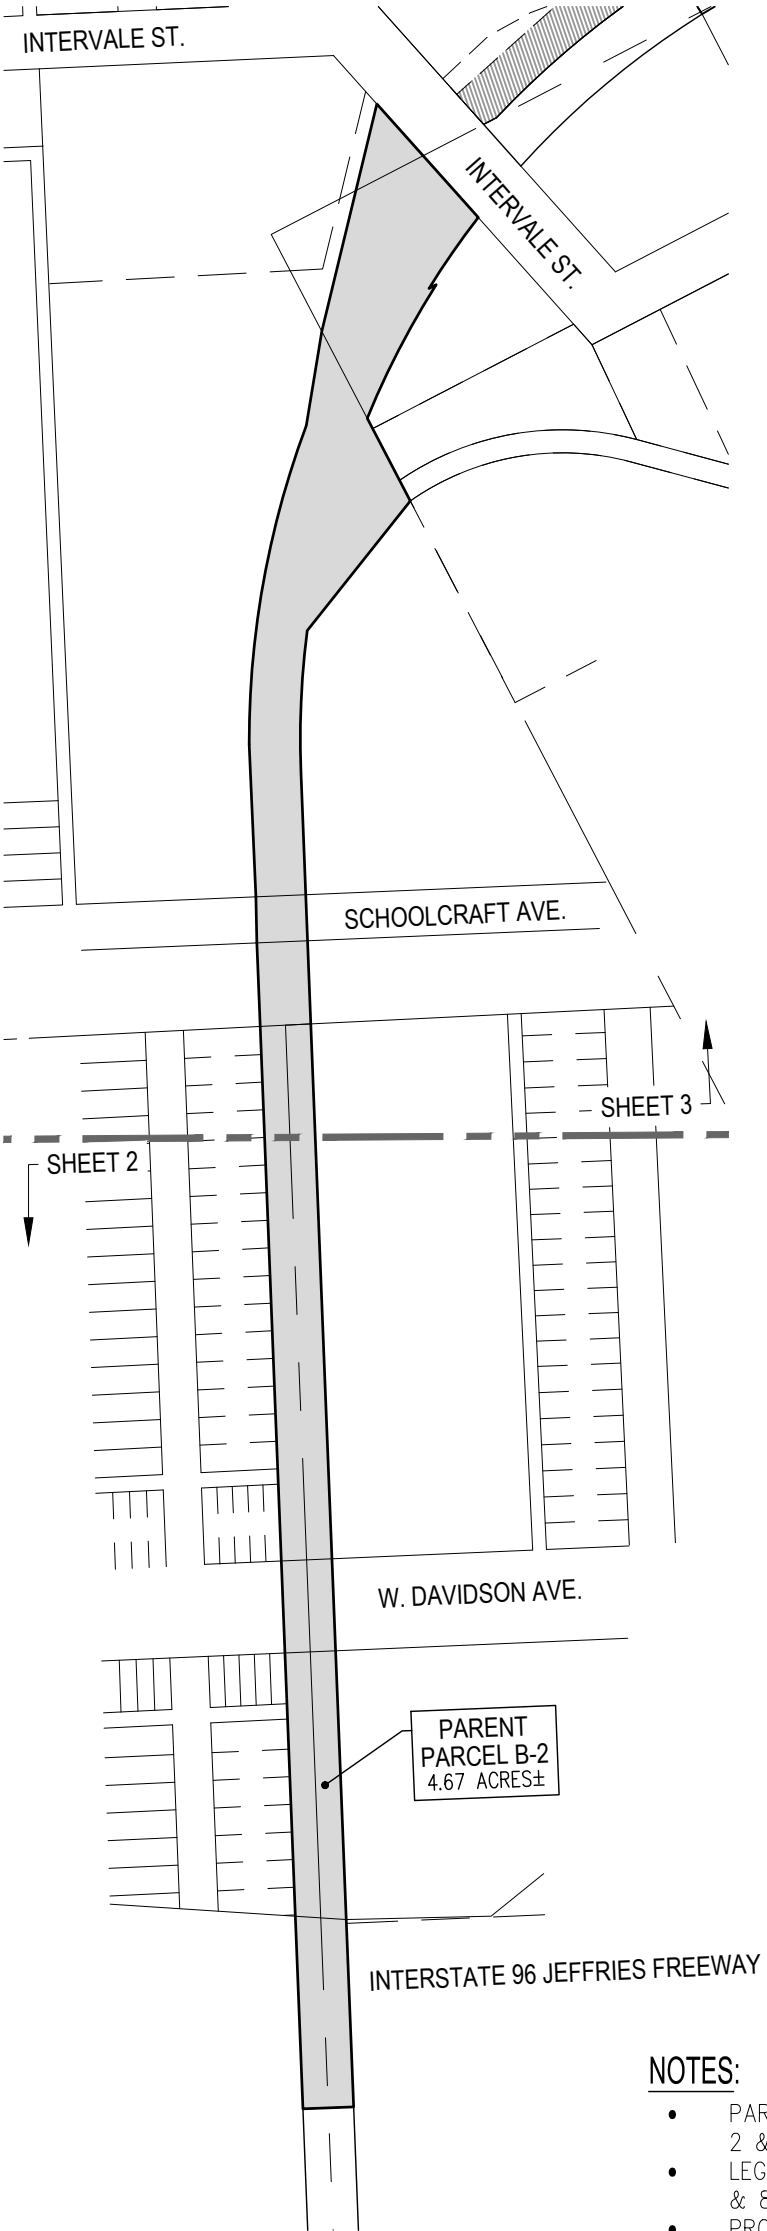 INTERVALE ST.
INTERVALE ST.
SCHOOLCRAFT AVE.
SHEET 3
SHEET 2
W. DAVIDSON AVE.
PARENT
PARCEL B-2
4.67 ACRES±
INTERSTATE 96 JEFFRIES FREEWAY
NOTES:
•
2 &
•
&
•